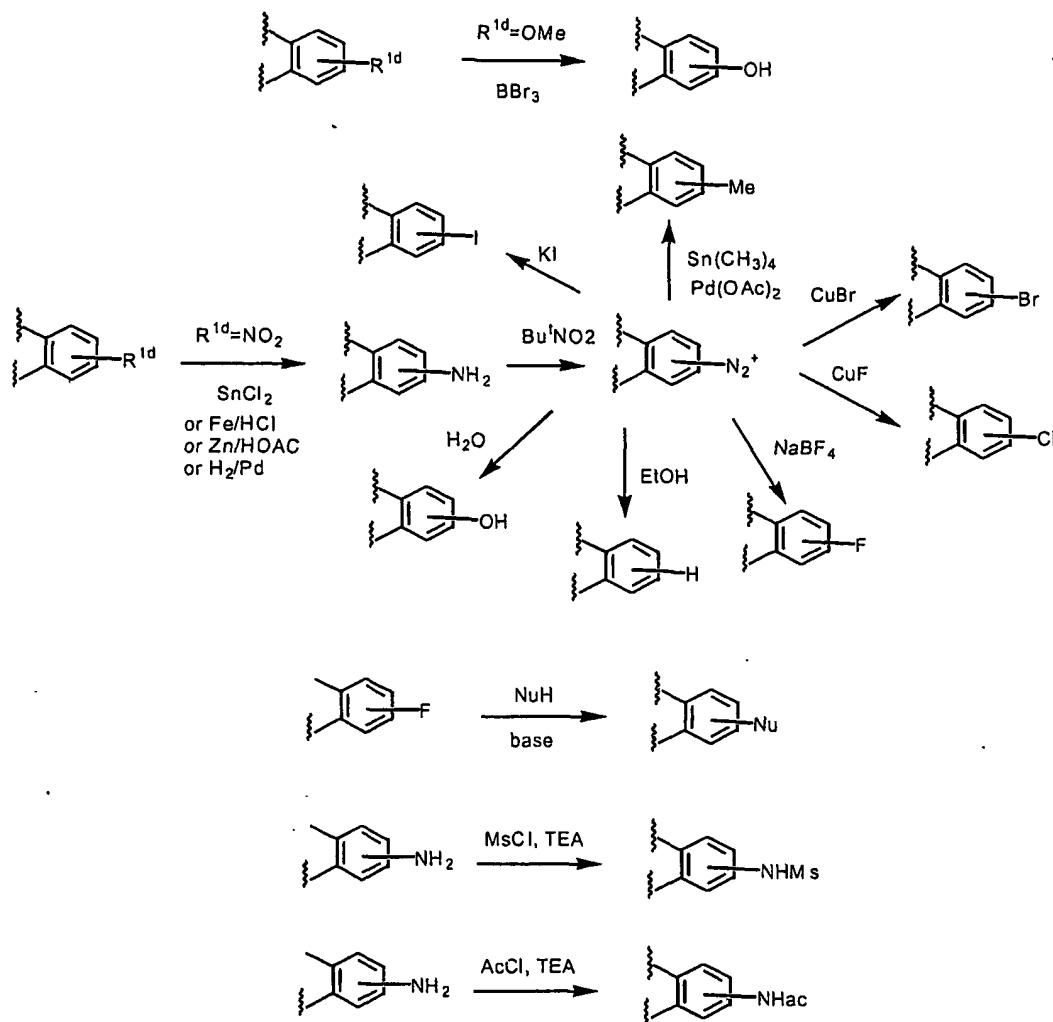 R1d=OMe
R1d
BBr3
OH
Me
I
KI
Sn(CH3)4
Pd(OAc)2
CuBr
Br
R1d
R1d=NO2
SnCl2
or Fe/HCl
or Zn/HOAC
or H2/Pd
NH2
ButNO2
N2+
CuF
Cl
H2O
OH
EtOH
H
NaBF4
F
F
NuH
base
Nu
NH2
MsCl, TEA
NHMs
NH2
AcCl, TEA
NHac